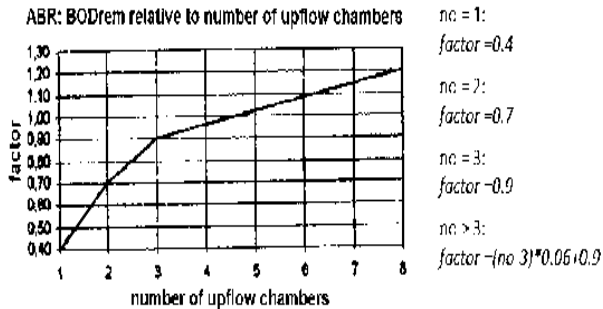 ABR: BODrem relative to number of upflow chambers
1,30
1,20
1,10
1,00
0,90
0,80
0,70
0,60
0,50
0,40
factor
1 2 3 4 5 6 7 8
number of upflow chambers
no = 1:
factor =0.4
no = 2:
factor =0.7
no = 3:
factor =0.9
no > 3:
factor =(no-3)*0.06+0.9